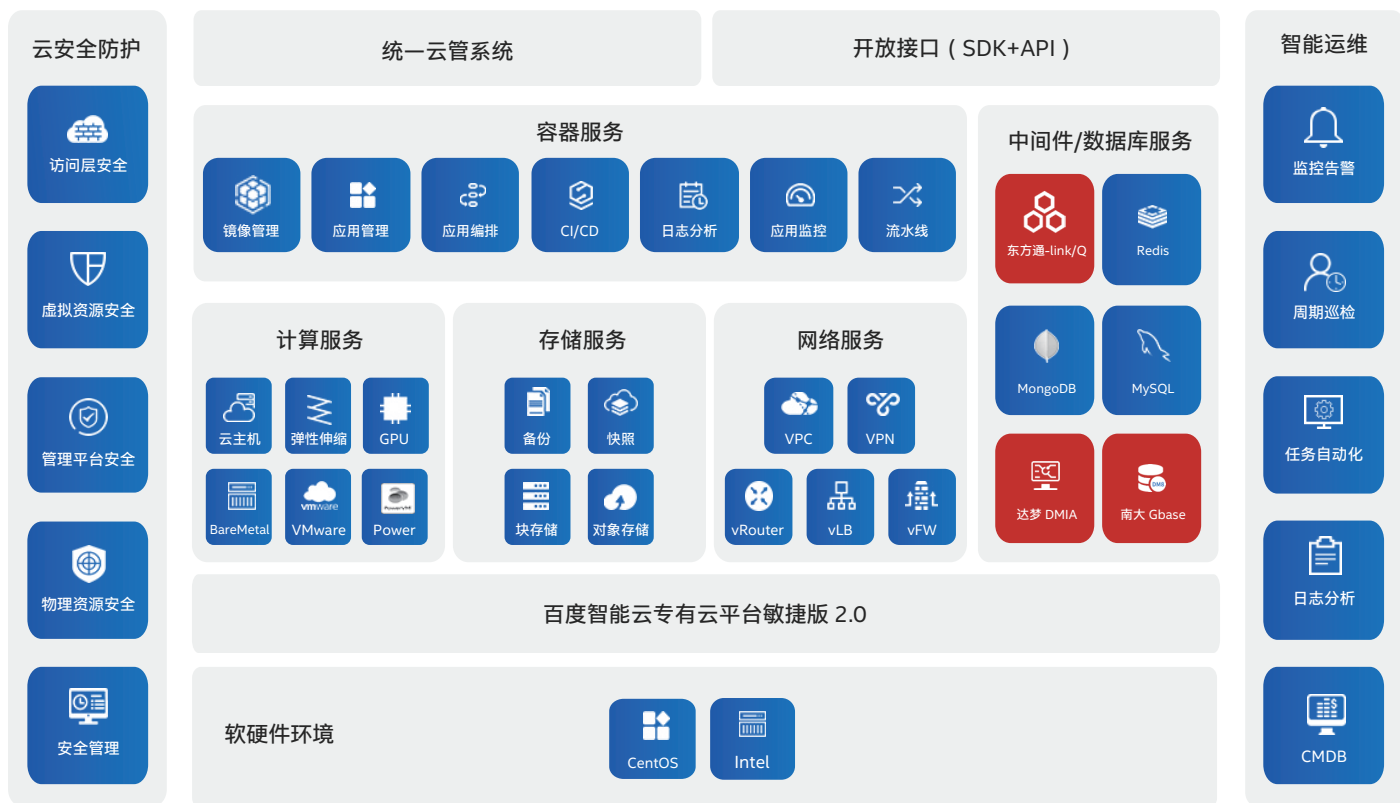 云安全防护
访问层安全
虚拟资源安全
管理平台安全
物理资源安全
安全管理
统一云管系统
开放接口 ( SDK+API )
容器服务
镜像管理
应用管理
应用编排
CI/CD
日志分析
应用监控
流水线
中间件/数据库服务
东方通-link/Q
Redis
MongoDB
MySQL
达梦 DMIA
DM8
南大 Gbase
计算服务
云主机
弹性伸缩
GPU
BareMetal
vmware
VMware
PowerVM
Power
存储服务
备份
快照
块存储
对象存储
网络服务
VPC
VPN
vRouter
vLB
vFW
百度智能云专有云平台敏捷版 2.0
软硬件环境
CentOS
Intel
智能运维
监控告警
周期巡检
任务自动化
日志分析
CMDB